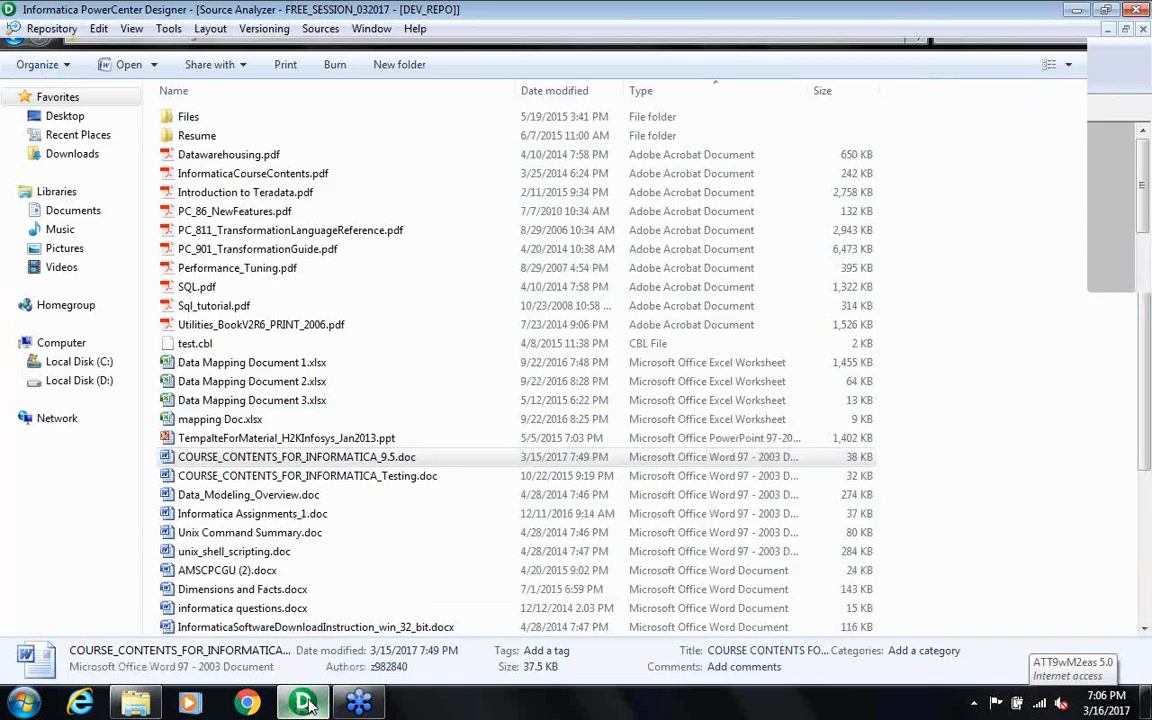 Informatica PowerCenter Designer - [Source Analyzer - FREE_SESSION_032017 - [DEV_REPO]]
Repository Edit View Tools Layout Versioning Sources Windows Help
Organize Open Share with Print Burn New folder
Name Date modified Type Size
Favorites
Desktop
Recent Places
Downloads
Libraries
Documents
Music
Pictures
Videos
Homegroup
Computer
Local Disk (C:)
Local Disk (D:)
Network
Files 5/19/2015 3:41 PM File folder
Resume 6/7/2015 11:00 AM File folder
Datawarehousing.pdf 4/10/2014 7:58 PM Adobe Acrobat Document 650 KB
InformaticaCourseContents.pdf 3/25/2014 6:24 PM Adobe Acrobat Document 242 KB
Introduction to Teradata.pdf 2/11/2015 9:34 PM Adobe Acrobat Document 2,758 KB
PC_86_NewFeatures.pdf 7/7/2010 10:34 AM Adobe Acrobat Document 132 KB
PC_811_TransformationLanguageReference.pdf 8/29/2006 10:34 AM Adobe Acrobat Document 2,943 KB
PC_901_TransformationGuide.pdf 4/20/2014 10:38 AM Adobe Acrobat Document 6,473 KB
Performance_Tuning.pdf 8/29/2007 4:54 PM Adobe Acrobat Document 395 KB
SQL.pdf 4/10/2014 7:58 PM Adobe Acrobat Document 1,322 KB
Sql_tutorial.pdf 10/23/2008 10:58 ... Adobe Acrobat Document 314 KB
Utilities_BookV2R6_PRINT_2006.pdf 7/23/2014 9:06 PM Adobe Acrobat Document 1,526 KB
test.cbl 4/8/2015 11:38 PM CBL File 2 KB
Data Mapping Document 1.xlsx 9/22/2016 7:48 PM Microsoft Office Excel Worksheet 1,455 KB
Data Mapping Document 2.xlsx 9/22/2016 8:28 PM Microsoft Office Excel Worksheet 64 KB
Data Mapping Document 3.xlsx 5/12/2015 6:22 PM Microsoft Office Excel Worksheet 13 KB
mapping Doc.xlsx 9/22/2016 8:25 PM Microsoft Office Excel Worksheet 9 KB
TempalteForMaterial_H2KInfosys_Jan2013.ppt 5/5/2015 7:03 PM Microsoft Office PowerPoint 97-20... 1,402 KB
COURSE_CONTENTS_FOR_INFORMATICA_9.5.doc 3/15/2017 7:49 PM Microsoft Office Word 97 - 2003 D... 38 KB
COURSE_CONTENTS_FOR_INFORMATICA_Testing.doc 10/22/2015 9:19 PM Microsoft Office Word 97 - 2003 D... 32 KB
Data_Modeling_Overview.doc 4/28/2014 7:46 PM Microsoft Office Word 97 - 2003 D... 274 KB
Informatica Assignments_1.doc 12/11/2016 9:14 AM Microsoft Office Word 97 - 2003 D... 37 KB
Unix Command Summary.doc 4/28/2014 7:46 PM Microsoft Office Word 97 - 2003 D... 80 KB
unix_shell_scripting.doc 4/28/2014 7:47 PM Microsoft Office Word 97 - 2003 D... 284 KB
AMSCPCGU (2).docx 4/20/2015 9:02 PM Microsoft Office Word Document 24 KB
Dimensions and Facts.docx 7/1/2015 6:59 PM Microsoft Office Word Document 143 KB
informatica questions.docx 12/12/2014 2:03 PM Microsoft Office Word Document 15 KB
InformaticaSoftwareDownloadInstruction_win_32_bit.docx 4/28/2014 7:47 PM Microsoft Office Word Document 116 KB
COURSE_CONTENTS_FOR_INFORMATICA... Date modified: 3/15/2017 7:49 PM Tags: Add a tag Title: COURSE CONTENTS FO... Categories: Add a category
Microsoft Office Word 97 - 2003 Document Authors: z982840 Size: 37.5 KB Comments: Add comments
ATT9wM2eas 5.0
Internet access
7:06 PM
3/16/2017